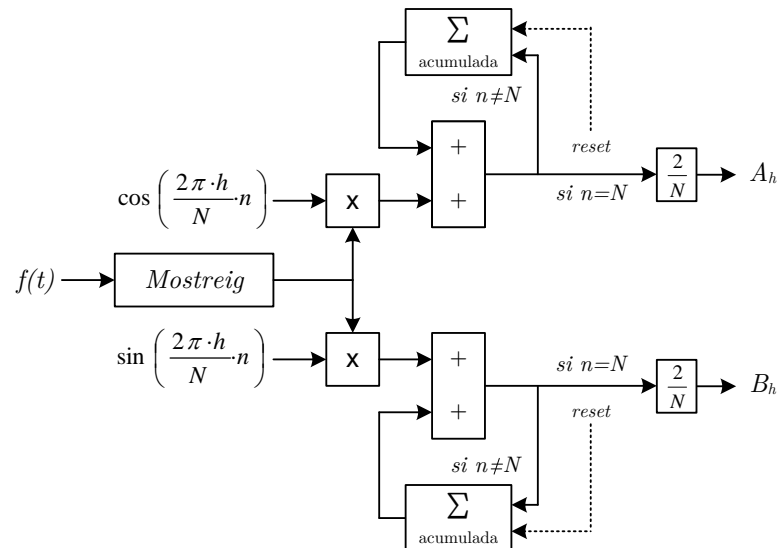 Σ
acumulada
si n≠N
reset
+
+
si n=N
2/N
A_h
cos (2π·h/N ·n)
x
f(t)
Mostreig
sin (2π·h/N ·n)
x
+
+
si n=N
2/N
B_h
reset
si n≠N
Σ
acumulada